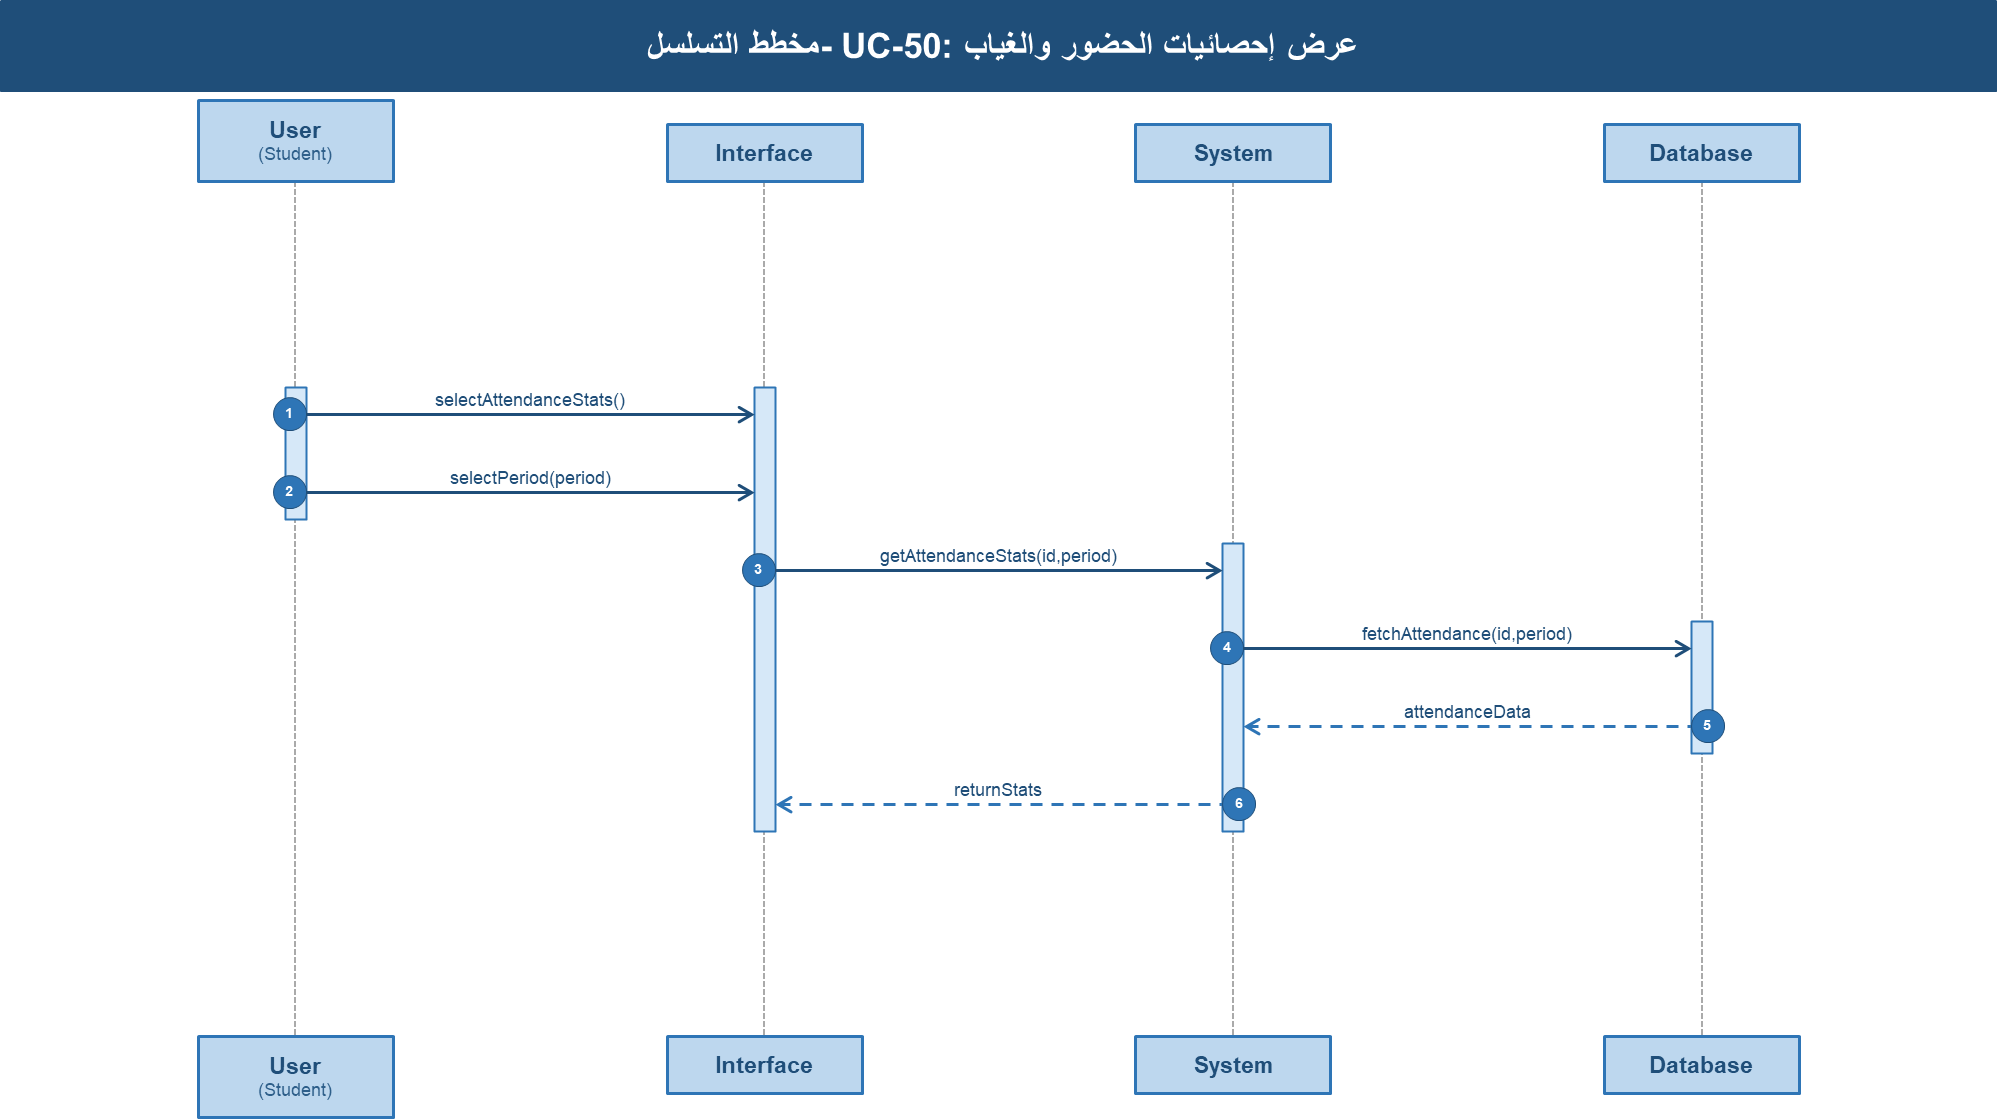 مخطط التسلسل- UC-50: عرض إحصائيات الحضور والغياب
User
(Student)
Interface
System
Database
1
selectAttendanceStats()
2
selectPeriod(period)
3
getAttendanceStats(id,period)
4
fetchAttendance(id,period)
attendanceData
5
returnStats
6
User
(Student)
Interface
System
Database